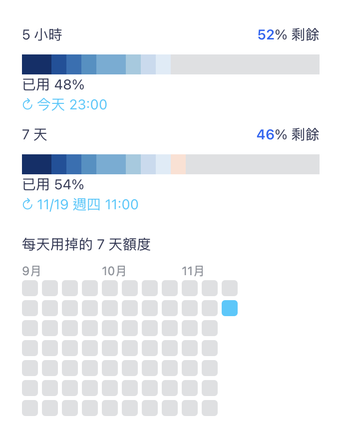 5 小時
52% 剩餘
已用 48%
今天 23:00
7 天
46% 剩餘
已用 54%
11/19 週四 11:00
每天用掉的 7 天額度
9月 10月 11月